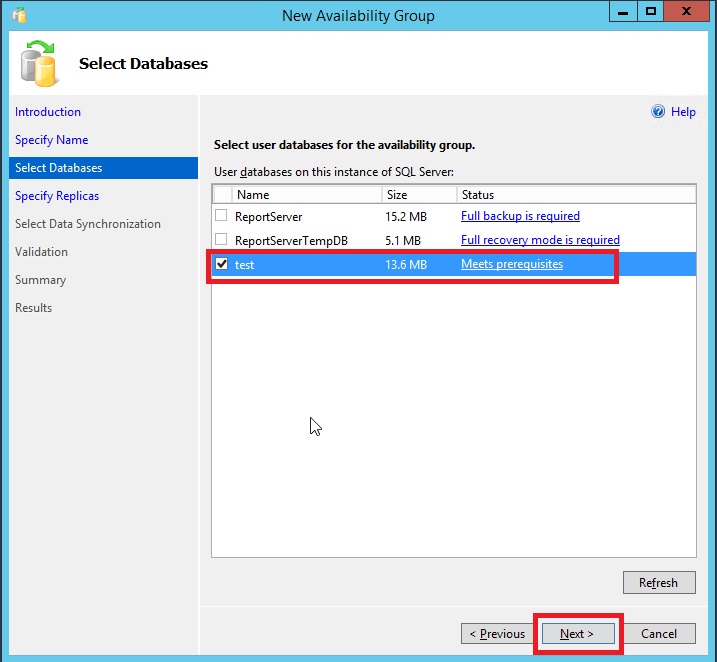 New Availability Group
Select Databases
Introduction
Help
Specify Name
Select Databases
Specify Replicas
Select Data Synchronization
Validation
Summary
Results
Select user databases for the availability group.
User databases on this instance of SQL Server:
Name Size Status
ReportServer 15.2 MB Full backup is required
ReportServerTempDB 5.1 MB Full recovery mode is required
test 13.6 MB Meets prerequisites
Refresh
< Previous Next > Cancel